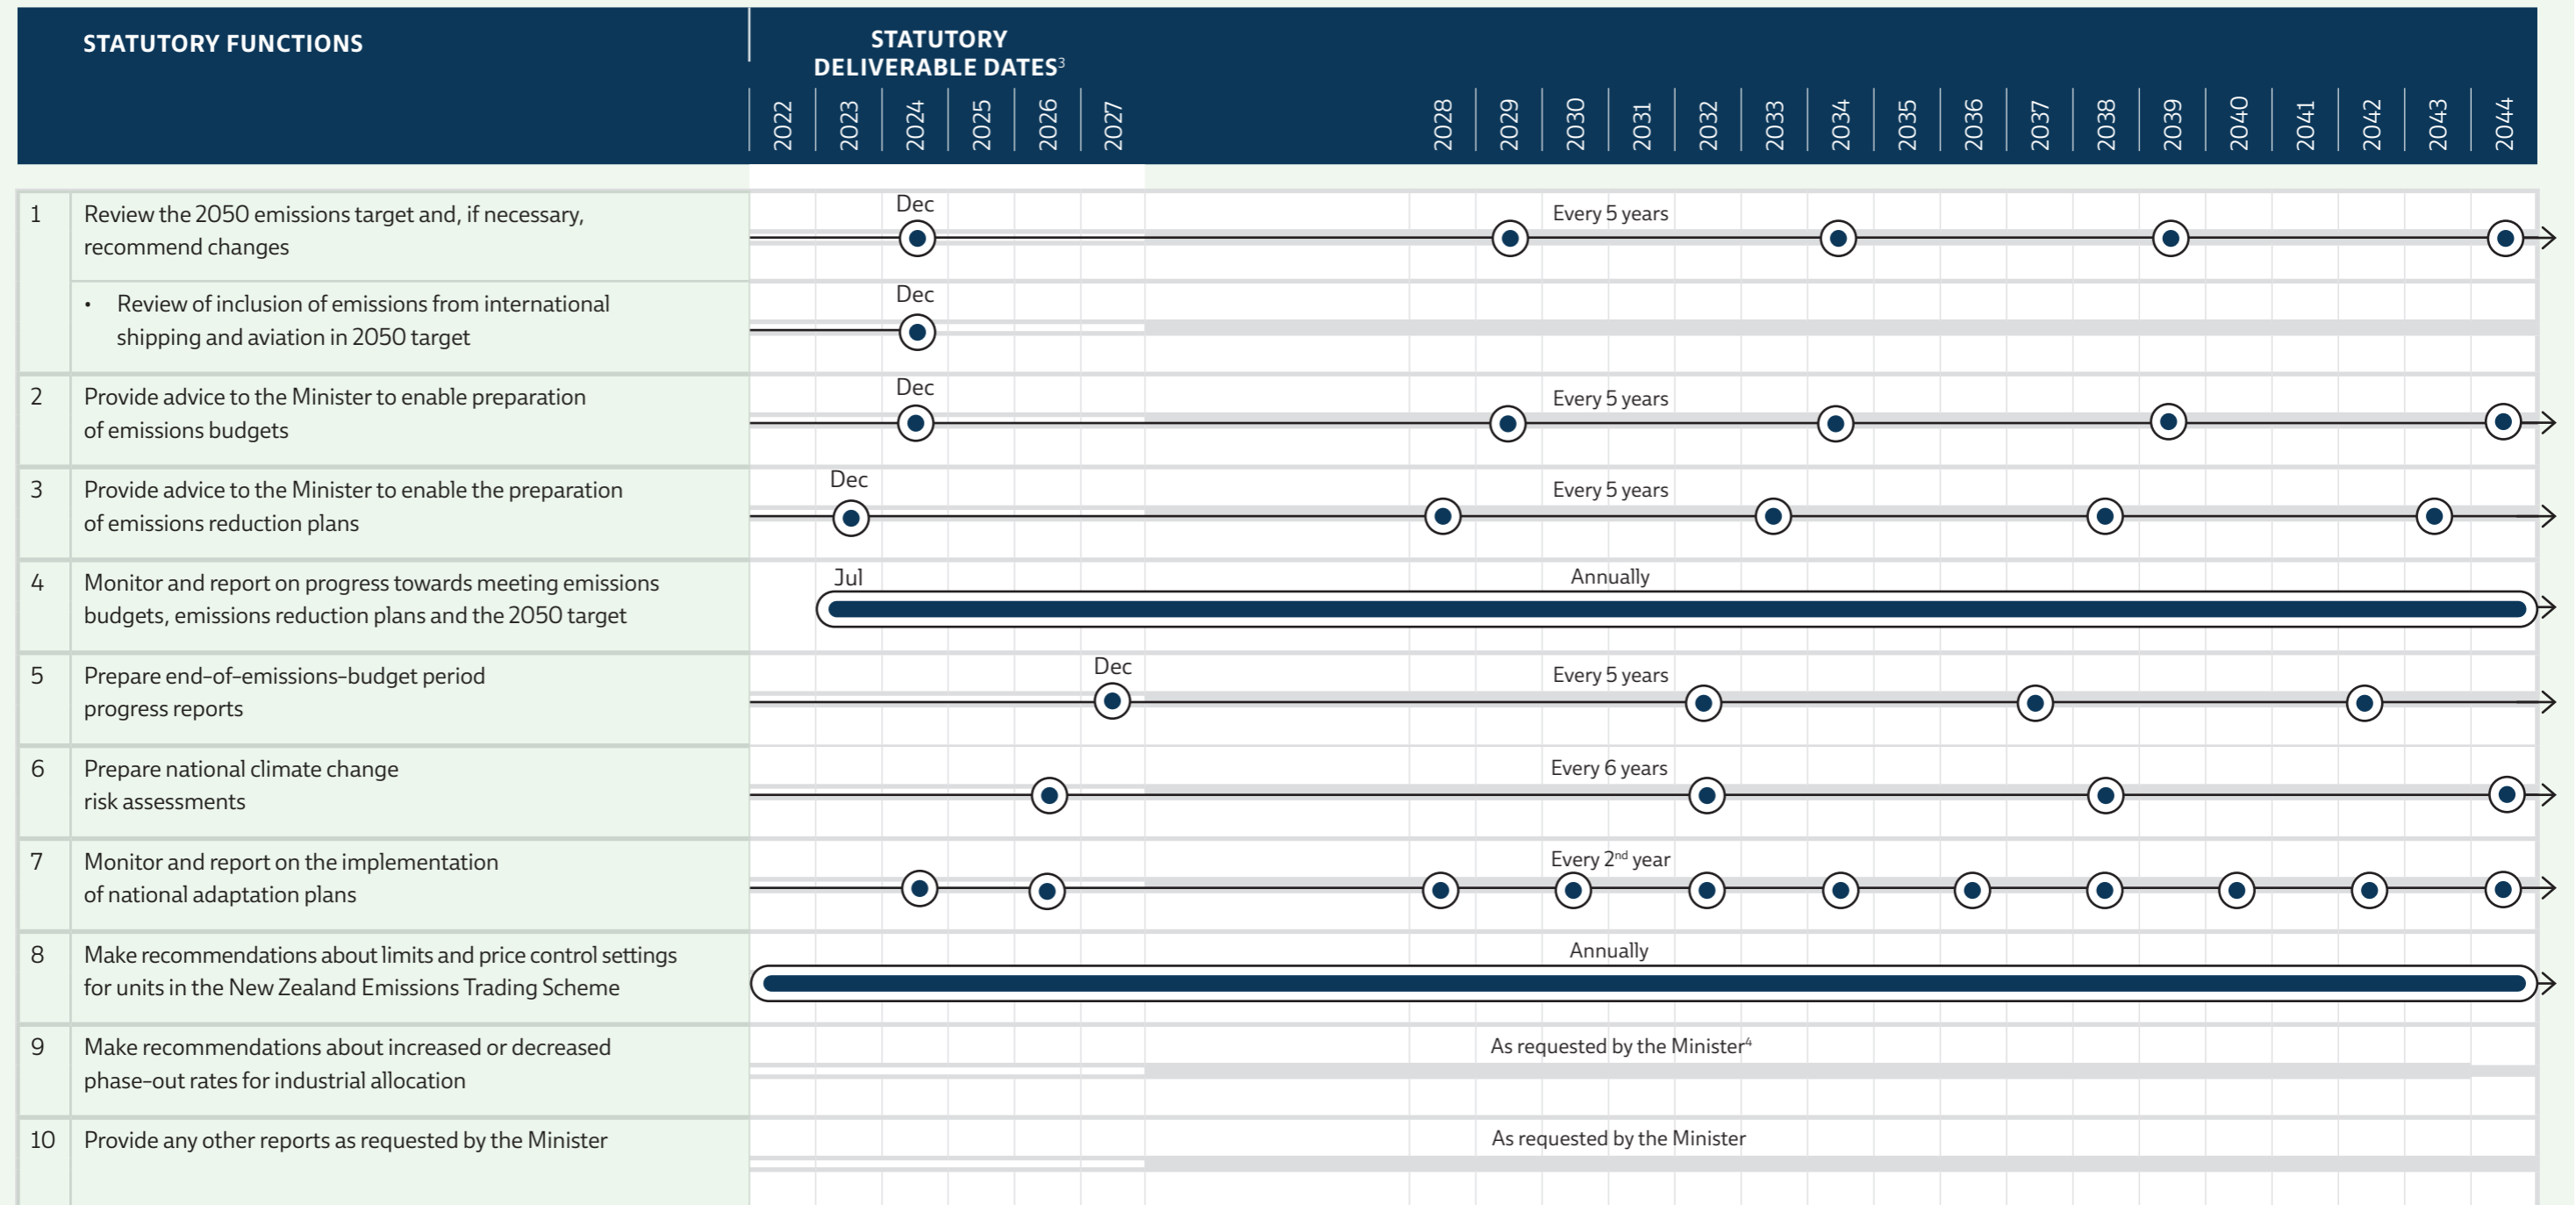 STATUTORY FUNCTIONS
STATUTORY
DELIVERABLE DATES³
2022
2023
2024
2025
2026
2027
2028
2029
2030
2031
2032
2033
2034
2035
2036
2037
2038
2039
2040
2041
2042
2043
2044
1
Review the 2050 emissions target and, if necessary,
recommend changes
Dec
Every 5 years
• Review of inclusion of emissions from international
shipping and aviation in 2050 target
Dec
2
Provide advice to the Minister to enable preparation
of emissions budgets
Dec
Every 5 years
3
Provide advice to the Minister to enable the preparation
of emissions reduction plans
Dec
Every 5 years
4
Monitor and report on progress towards meeting emissions
budgets, emissions reduction plans and the 2050 target
Jul
Annually
5
Prepare end-of-emissions-budget period
progress reports
Dec
Every 5 years
6
Prepare national climate change
risk assessments
Every 6 years
7
Monitor and report on the implementation
of national adaptation plans
Every 2nd year
8
Make recommendations about limits and price control settings
for units in the New Zealand Emissions Trading Scheme
Annually
9
Make recommendations about increased or decreased
phase-out rates for industrial allocation
As requested by the Minister⁴
10
Provide any other reports as requested by the Minister
As requested by the Minister